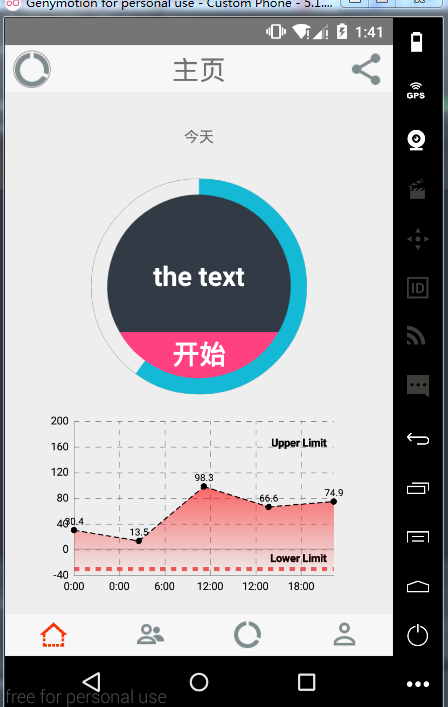 Genymotion for personal use - Custom Phone - 5.1....
1:41
主页
GPS
今天
the text
ID
开始
200
160
Upper Limit
120
98.3
80
66.6
74.9
40
30.4
13.5
0
Lower Limit
-40
0:00 0:00 6:00 12:00 12:00 18:00
free for personal use